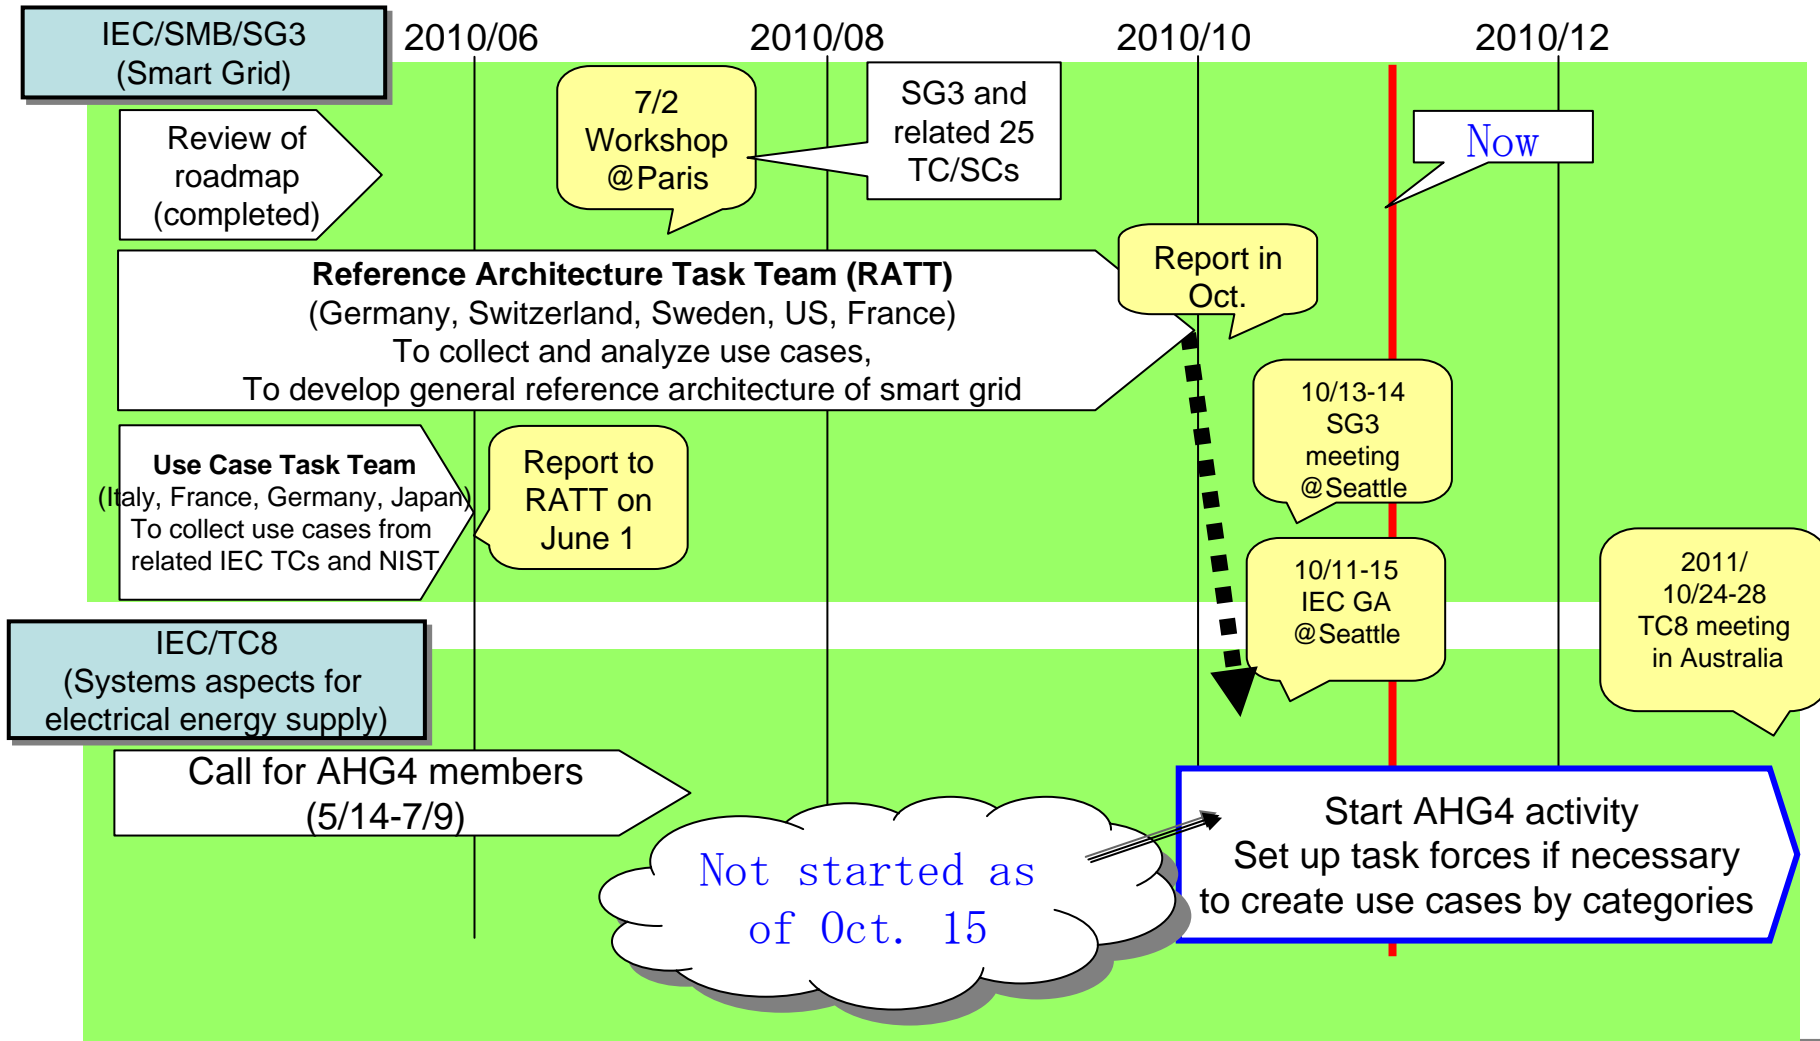 IEC/SMB/SG3
(Smart Grid)
2010/06
2010/08
2010/10
2010/12
Review of
roadmap
(completed)
7/2
Workshop
@Paris
SG3 and
related 25
TC/SCs
Now
Reference Architecture Task Team (RATT)
(Germany, Switzerland, Sweden, US, France)
To collect and analyze use cases,
To develop general reference architecture of smart grid
Report in
Oct.
10/13-14
SG3
meeting
@Seattle
Use Case Task Team
(Italy, France, Germany, Japan)
To collect use cases from
related IEC TCs and NIST
Report to
RATT on
June 1
10/11-15
IEC GA
@Seattle
2011/
10/24-28
TC8 meeting
in Australia
IEC/TC8
(Systems aspects for
electrical energy supply)
Call for AHG4 members
(5/14-7/9)
Not started as
of Oct. 15
Start AHG4 activity
Set up task forces if necessary
to create use cases by categories